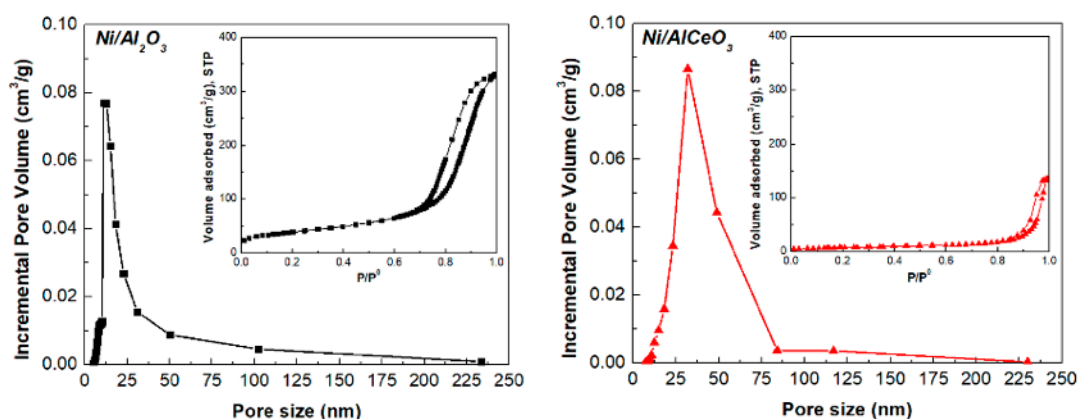 Ni/Al₂O₃
Incremental Pore Volume (cm³/g)
0.10
0.08
0.06
0.04
0.02
0.00
0 25 50 75 100 125 150 175 200 225 250
Pore size (nm)
Volume adsorbed (cm³/g), STP
400
300
200
100
0
0.0 0.2 0.4 0.6 0.8 1.0
P/P⁰
Ni/AlCeO₃
Incremental Pore Volume (cm³/g)
0.10
0.08
0.06
0.04
0.02
0.00
0 25 50 75 100 125 150 175 200 225 250
Pore size (nm)
Volume adsorbed (cm³/g), STP
400
300
200
100
0
0.0 0.2 0.4 0.6 0.8 1.0
P/P⁰